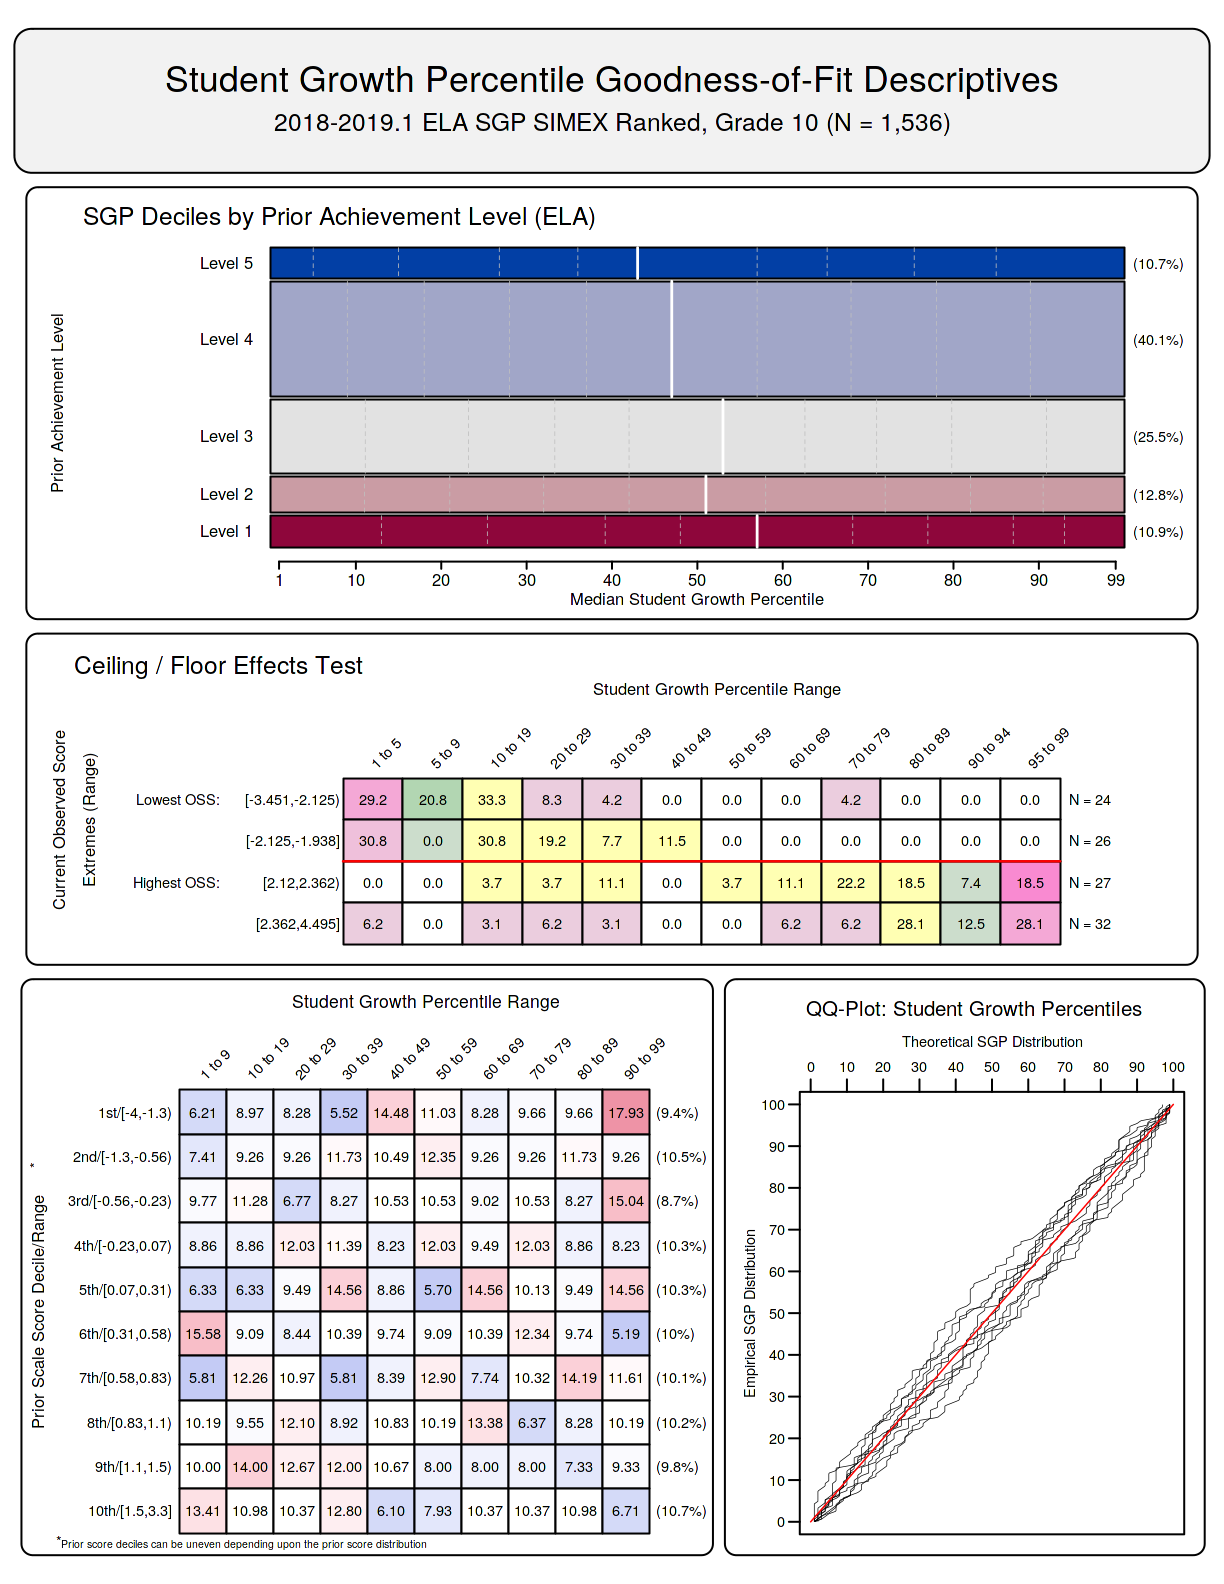 Student Growth Percentile Goodness-of-Fit Descriptives
2018-2019.1 ELA SGP SIMEX Ranked, Grade 10 (N = 1,536)
SGP Deciles by Prior Achievement Level (ELA)
Prior Achievement Level
Level 5 (10.7%)
Level 4 (40.1%)
Level 3 (25.5%)
Level 2 (12.8%)
Level 1 (10.9%)
1 10 20 30 40 50 60 70 80 90 99
Median Student Growth Percentile
Ceiling / Floor Effects Test
Student Growth Percentile Range
Current Observed Score
Extremes (Range)
1 to 5 5 to 9 10 to 19 20 to 29 30 to 39 40 to 49 50 to 59 60 to 69 70 to 79 80 to 89 90 to 94 95 to 99
Lowest OSS: [-3.451,-2.125) 29.2 20.8 33.3 8.3 4.2 0.0 0.0 0.0 4.2 0.0 0.0 0.0 N = 24
[-2.125,-1.938] 30.8 0.0 30.8 19.2 7.7 11.5 0.0 0.0 0.0 0.0 0.0 0.0 N = 26
Highest OSS: [2.12,2.362) 0.0 0.0 3.7 3.7 11.1 0.0 3.7 11.1 22.2 18.5 7.4 18.5 N = 27
[2.362,4.495] 6.2 0.0 3.1 6.2 3.1 0.0 0.0 6.2 6.2 28.1 12.5 28.1 N = 32
Student Growth Percentile Range
Prior Scale Score Decile/Range *
1 to 9 10 to 19 20 to 29 30 to 39 40 to 49 50 to 59 60 to 69 70 to 79 80 to 89 90 to 99
1st/[-4,-1.3) 6.21 8.97 8.28 5.52 14.48 11.03 8.28 9.66 9.66 17.93 (9.4%)
2nd/[-1.3,-0.56) 7.41 9.26 9.26 11.73 10.49 12.35 9.26 9.26 11.73 9.26 (10.5%)
3rd/[-0.56,-0.23) 9.77 11.28 6.77 8.27 10.53 10.53 9.02 10.53 8.27 15.04 (8.7%)
4th/[-0.23,0.07) 8.86 8.86 12.03 11.39 8.23 12.03 9.49 12.03 8.86 8.23 (10.3%)
5th/[0.07,0.31) 6.33 6.33 9.49 14.56 8.86 5.70 14.56 10.13 9.49 14.56 (10.3%)
6th/[0.31,0.58) 15.58 9.09 8.44 10.39 9.74 9.09 10.39 12.34 9.74 5.19 (10%)
7th/[0.58,0.83) 5.81 12.26 10.97 5.81 8.39 12.90 7.74 10.32 14.19 11.61 (10.1%)
8th/[0.83,1.1) 10.19 9.55 12.10 8.92 10.83 10.19 13.38 6.37 8.28 10.19 (10.2%)
9th/[1.1,1.5) 10.00 14.00 12.67 12.00 10.67 8.00 8.00 8.00 7.33 9.33 (9.8%)
10th/[1.5,3.3] 13.41 10.98 10.37 12.80 6.10 7.93 10.37 10.37 10.98 6.71 (10.7%)
*Prior score deciles can be uneven depending upon the prior score distribution
QQ-Plot: Student Growth Percentiles
Theoretical SGP Distribution
0 10 20 30 40 50 60 70 80 90 100
Empirical SGP Distribution
100
90
80
70
60
50
40
30
20
10
0